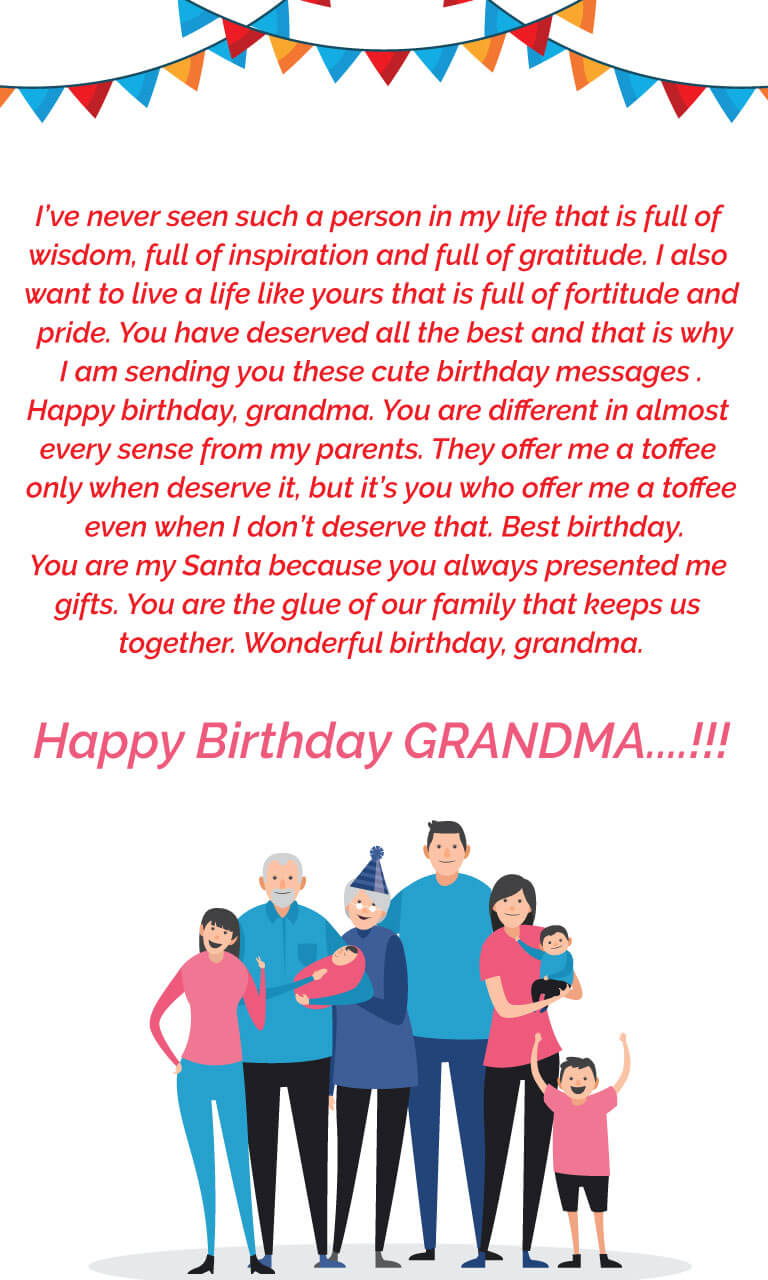 I've never seen such a person in my life that is full of
wisdom, full of inspiration and full of gratitude. I also
want to live a life like yours that is full of fortitude and
pride. You have deserved all the best and that is why
I am sending you these cute birthday messages .
Happy birthday, grandma. You are different in almost
every sense from my parents. They offer me a toffee
only when deserve it, but it's you who offer me a toffee
even when I don't deserve that. Best birthday.
You are my Santa because you always presented me
gifts. You are the glue of our family that keeps us
together. Wonderful birthday, grandma.
Happy Birthday GRANDMA....!!!